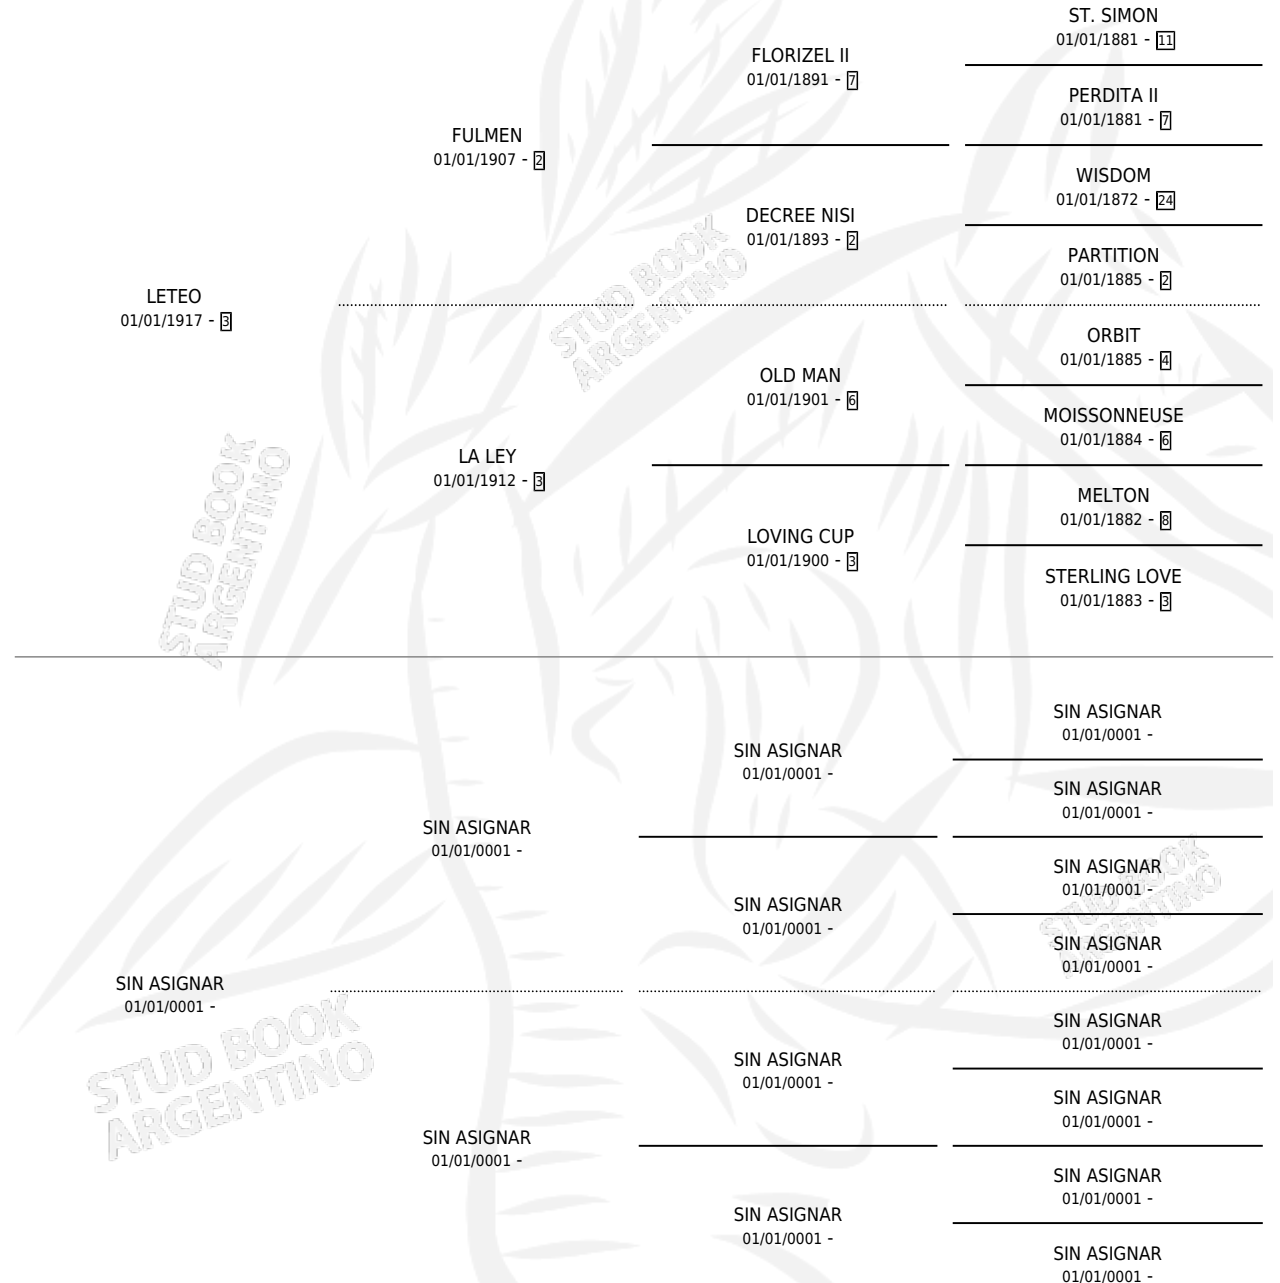 ST. SIMON
01/01/1881 - 11
FLORIZEL II
01/01/1891 - 7
PERDITA II
01/01/1881 - 7
FULMEN
01/01/1907 - 2
WISDOM
01/01/1872 - 24
DECREE NISI
01/01/1893 - 2
PARTITION
01/01/1885 - 2
LETEO
01/01/1917 - 3
ORBIT
01/01/1885 - 4
OLD MAN
01/01/1901 - 6
MOISSONNEUSE
01/01/1884 - 6
LA LEY
01/01/1912 - 3
MELTON
01/01/1882 - 8
LOVING CUP
01/01/1900 - 3
STERLING LOVE
01/01/1883 - 3
STUD BOOK
ARGENTINO
STUD BOOK
ARGENTINO
SIN ASIGNAR
01/01/0001 -
SIN ASIGNAR
01/01/0001 -
SIN ASIGNAR
01/01/0001 -
SIN ASIGNAR
01/01/0001 -
SIN ASIGNAR
01/01/0001 -
SIN ASIGNAR
01/01/0001 -
SIN ASIGNAR
01/01/0001 -
SIN ASIGNAR
01/01/0001 -
SIN ASIGNAR
01/01/0001 -
SIN ASIGNAR
01/01/0001 -
SIN ASIGNAR
01/01/0001 -
SIN ASIGNAR
01/01/0001 -
SIN ASIGNAR
01/01/0001 -
SIN ASIGNAR
01/01/0001 -
SIN ASIGNAR
01/01/0001 -
STUD BOOK
ARGENTINO
STUD BOOK
ARGENTINO